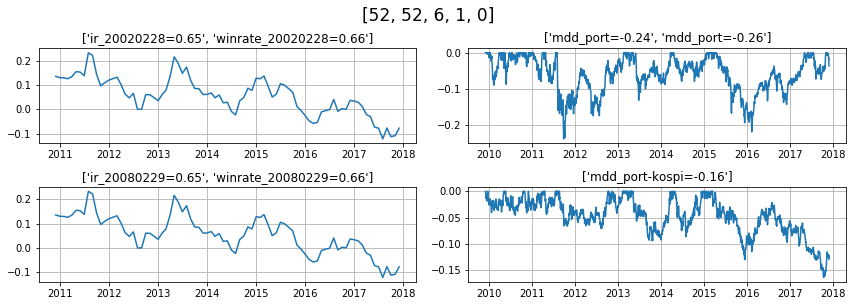 [52, 52, 6, 1, 0]
['ir_20020228=0.65', 'winrate_20020228=0.66']
0.2
0.1
0.0
−0.1
2011 2012 2013 2014 2015 2016 2017 2018
['mdd_port=-0.24', 'mdd_port=-0.26']
0.0
−0.1
−0.2
2010 2011 2012 2013 2014 2015 2016 2017 2018
['ir_20080229=0.65', 'winrate_20080229=0.66']
0.2
0.1
0.0
−0.1
2011 2012 2013 2014 2015 2016 2017 2018
['mdd_port-kospi=-0.16']
0.00
−0.05
−0.10
−0.15
2010 2011 2012 2013 2014 2015 2016 2017 2018